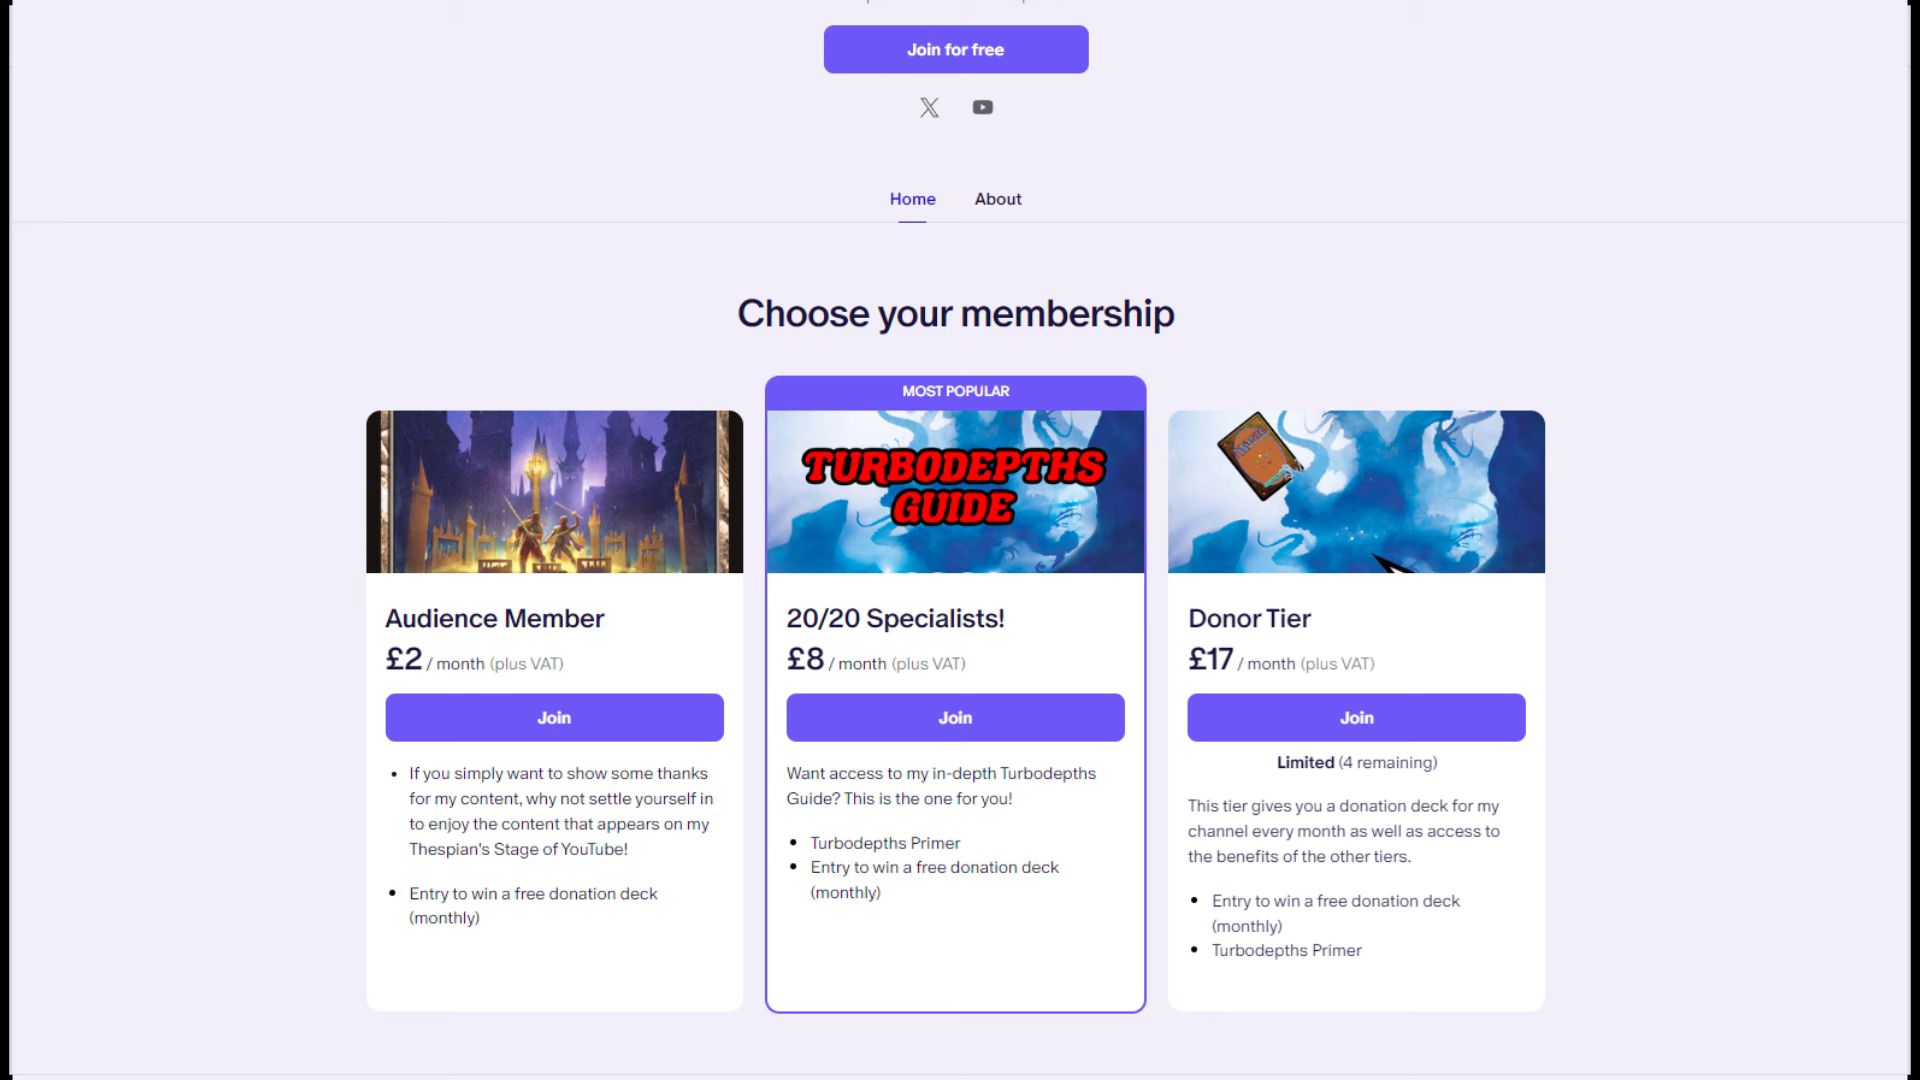 Join for free
Home
About
Choose your membership
MOST POPULAR
TURBODEPTHS
GUIDE
Audience Member
£2 / month (plus VAT)
Join
If you simply want to show some thanks
for my content, why not settle yourself in
to enjoy the content that appears on my
Thespian's Stage of YouTube!
Entry to win a free donation deck
(monthly)
20/20 Specialists!
£8 / month (plus VAT)
Join
Want access to my in-depth Turbodepths
Guide? This is the one for you!
Turbodepths Primer
Entry to win a free donation deck
(monthly)
Donor Tier
£17 / month (plus VAT)
Join
Limited (4 remaining)
This tier gives you a donation deck for my
channel every month as well as access to
the benefits of the other tiers.
Entry to win a free donation deck
(monthly)
Turbodepths Primer